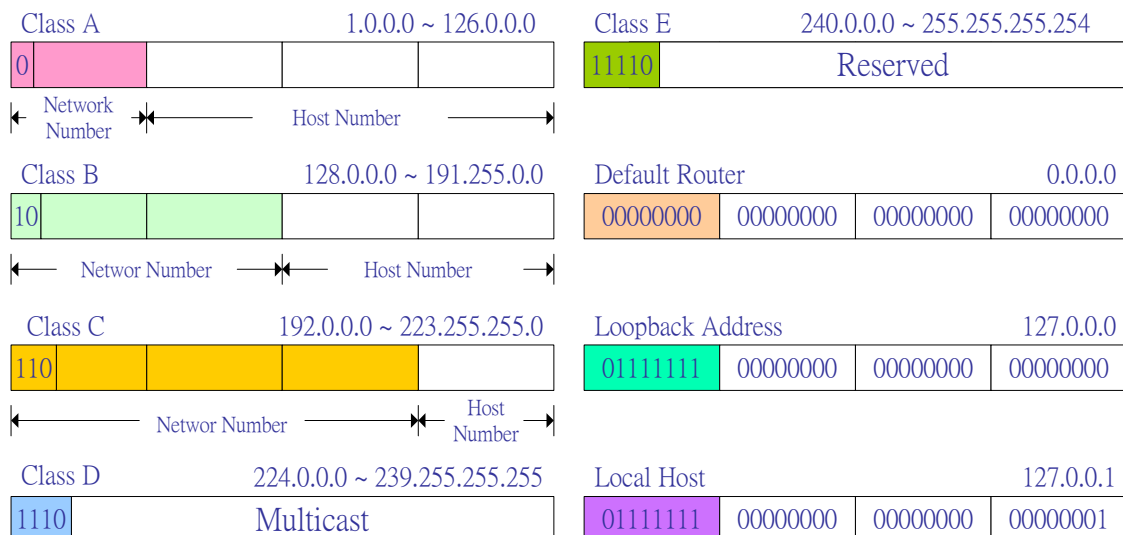 Class A 1.0.0.0 ~ 126.0.0.0
0
Network
Number
Host Number
Class B 128.0.0.0 ~ 191.255.0.0
10
Networ Number Host Number
Class C 192.0.0.0 ~ 223.255.255.0
110
Networ Number
Host
Number
Class D 224.0.0.0 ~ 239.255.255.255
1110 Multicast
Class E 240.0.0.0 ~ 255.255.255.254
11110 Reserved
Default Router 0.0.0.0
00000000 00000000 00000000 00000000
Loopback Address 127.0.0.0
01111111 00000000 00000000 00000000
Local Host 127.0.0.1
01111111 00000000 00000000 00000001